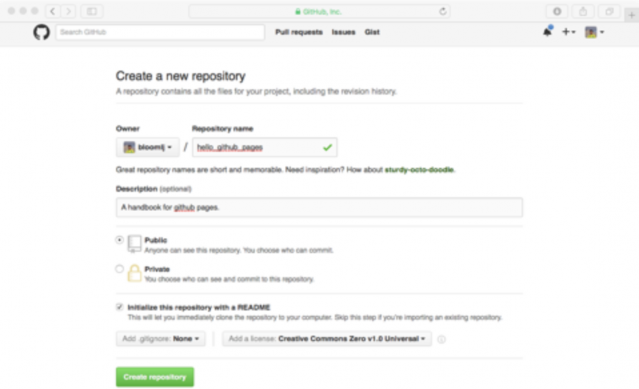 GitHub, Inc.
Search GitHub
Pull requests Issues Gist
Create a new repository
A repository contains all the files for your project, including the revision history.
Owner Repository name
bloomlj / hello_github_pages
Great repository names are short and memorable. Need inspiration? How about sturdy-octo-doodle.
Description (optional)
A handbook for github pages.
Public
Anyone can see this repository. You choose who can commit.
Private
You choose who can see and commit to this repository.
Initialize this repository with a README
This will let you immediately clone the repository to your computer. Skip this step if you're importing an existing repository.
Add .gitignore: None Add a license: Creative Commons Zero v1.0 Universal
Create repository